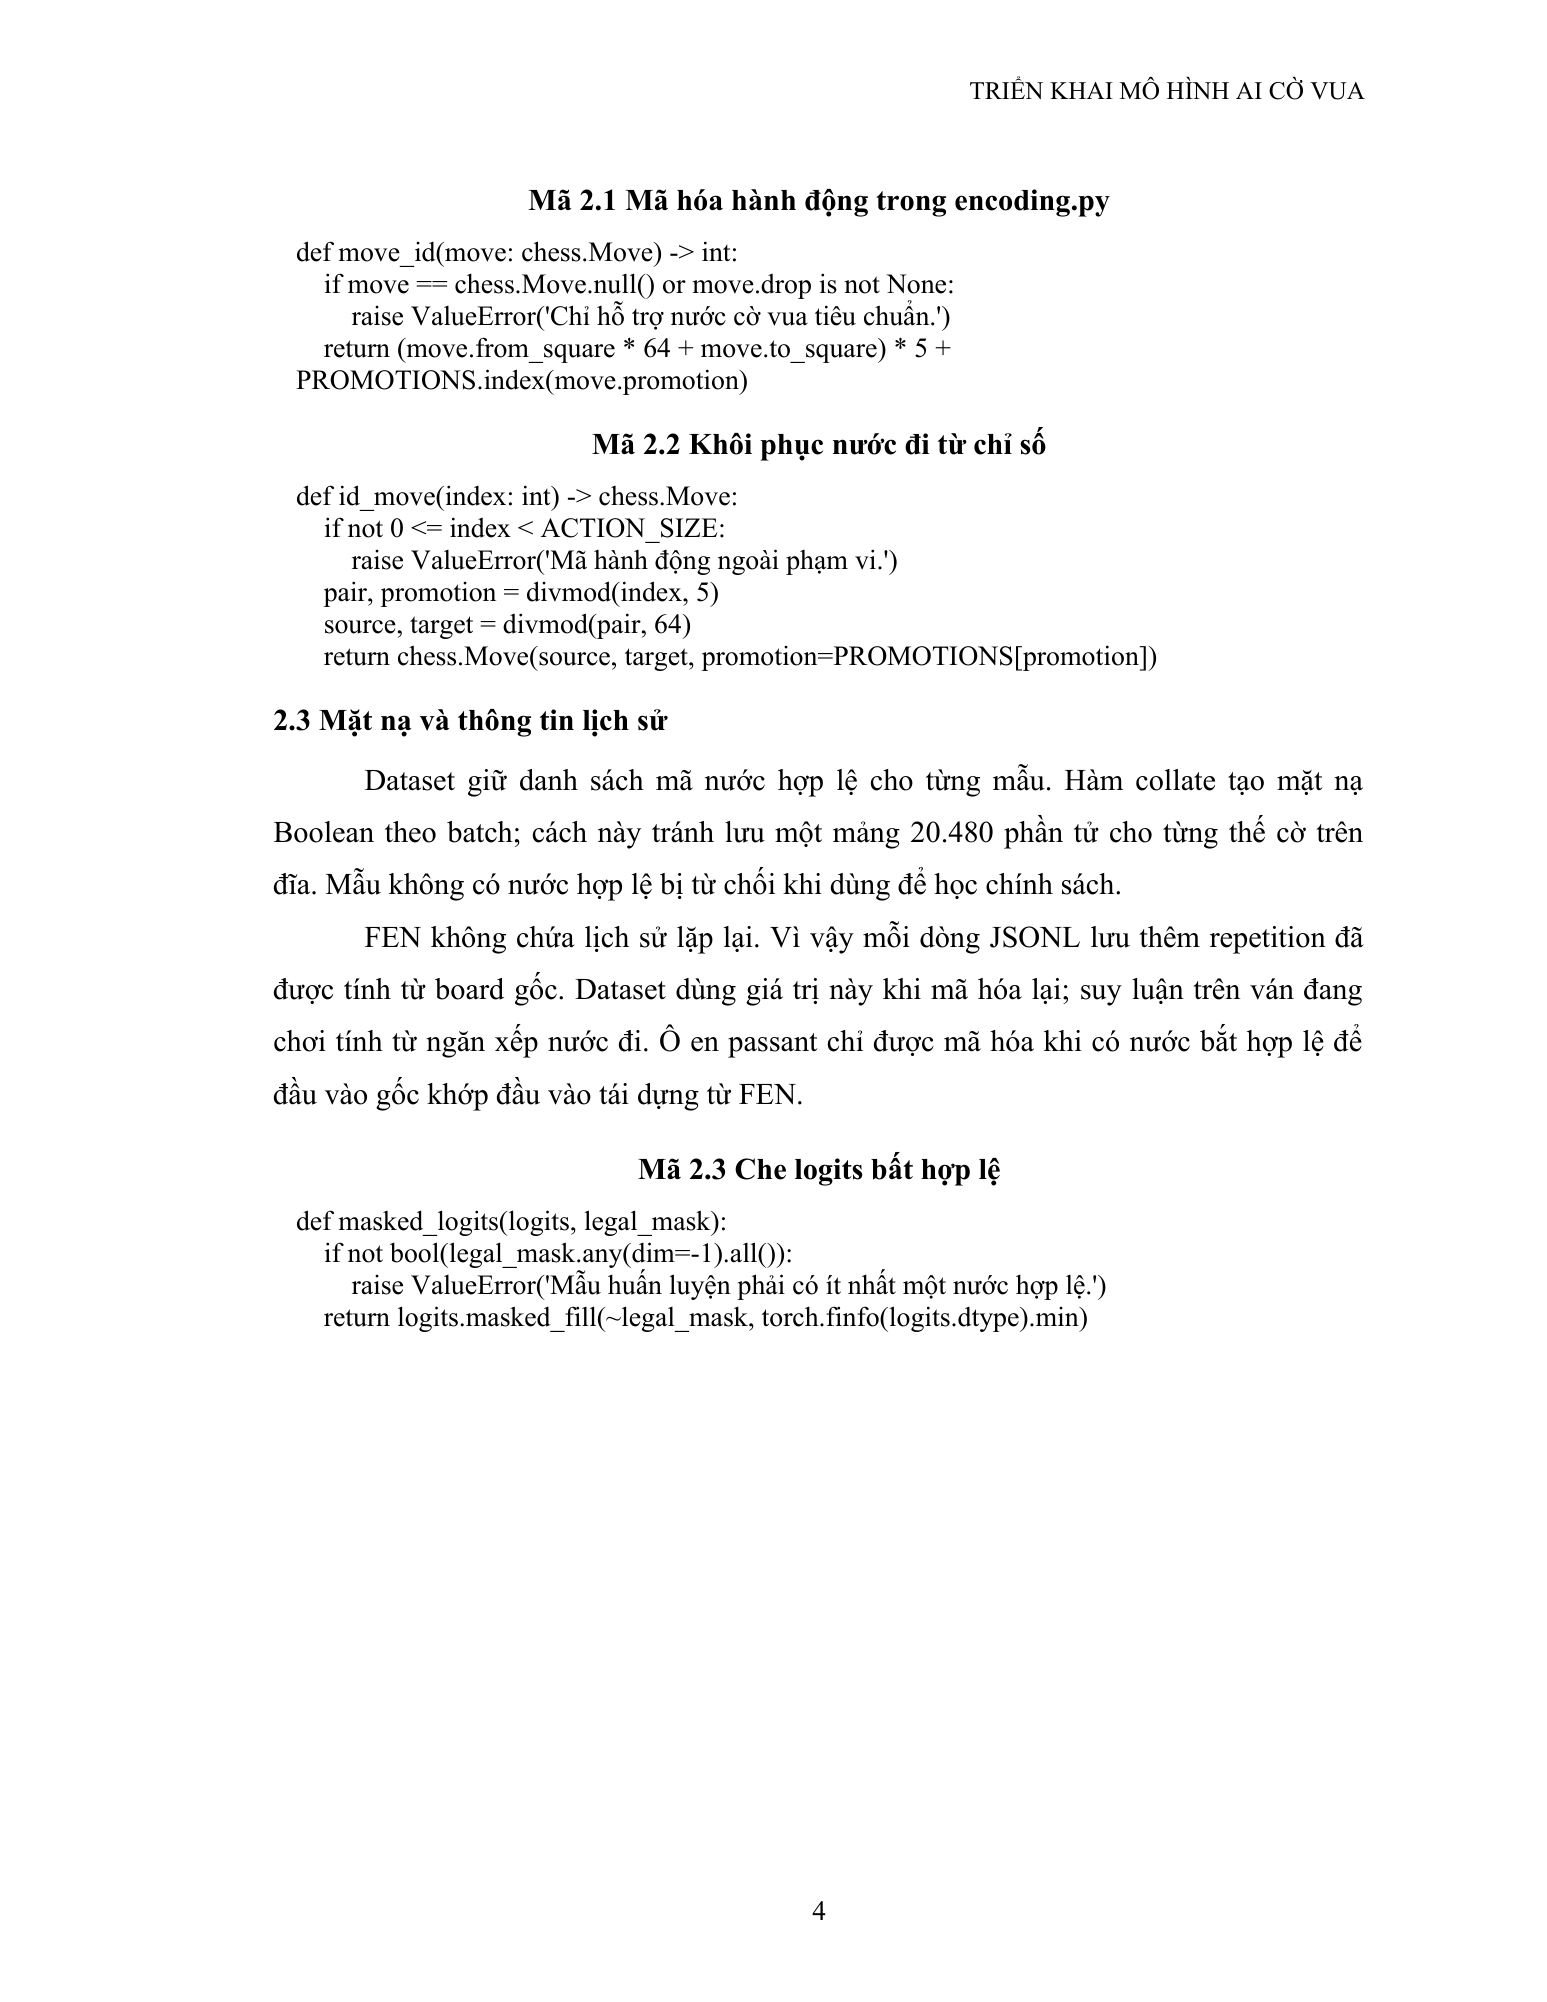 TRIỂN KHAI MÔ HÌNH AI CỜ VUA
Mã 2.1 Mã hóa hành động trong encoding.py
def move_id(move: chess.Move) -> int:
    if move == chess.Move.null() or move.drop is not None:
        raise ValueError('Chỉ hỗ trợ nước cờ vua tiêu chuẩn.')
    return (move.from_square * 64 + move.to_square) * 5 +
PROMOTIONS.index(move.promotion)
Mã 2.2 Khôi phục nước đi từ chỉ số
def id_move(index: int) -> chess.Move:
    if not 0 <= index < ACTION_SIZE:
        raise ValueError('Mã hành động ngoài phạm vi.')
    pair, promotion = divmod(index, 5)
    source, target = divmod(pair, 64)
    return chess.Move(source, target, promotion=PROMOTIONS[promotion])
2.3 Mặt nạ và thông tin lịch sử
Dataset giữ danh sách mã nước hợp lệ cho từng mẫu. Hàm collate tạo mặt nạ
Boolean theo batch; cách này tránh lưu một mảng 20.480 phần tử cho từng thế cờ trên
đĩa. Mẫu không có nước hợp lệ bị từ chối khi dùng để học chính sách.
FEN không chứa lịch sử lặp lại. Vì vậy mỗi dòng JSONL lưu thêm repetition đã
được tính từ board gốc. Dataset dùng giá trị này khi mã hóa lại; suy luận trên ván đang
chơi tính từ ngăn xếp nước đi. Ô en passant chỉ được mã hóa khi có nước bắt hợp lệ để
đầu vào gốc khớp đầu vào tái dựng từ FEN.
Mã 2.3 Che logits bất hợp lệ
def masked_logits(logits, legal_mask):
    if not bool(legal_mask.any(dim=-1).all()):
        raise ValueError('Mẫu huấn luyện phải có ít nhất một nước hợp lệ.')
    return logits.masked_fill(~legal_mask, torch.finfo(logits.dtype).min)
4